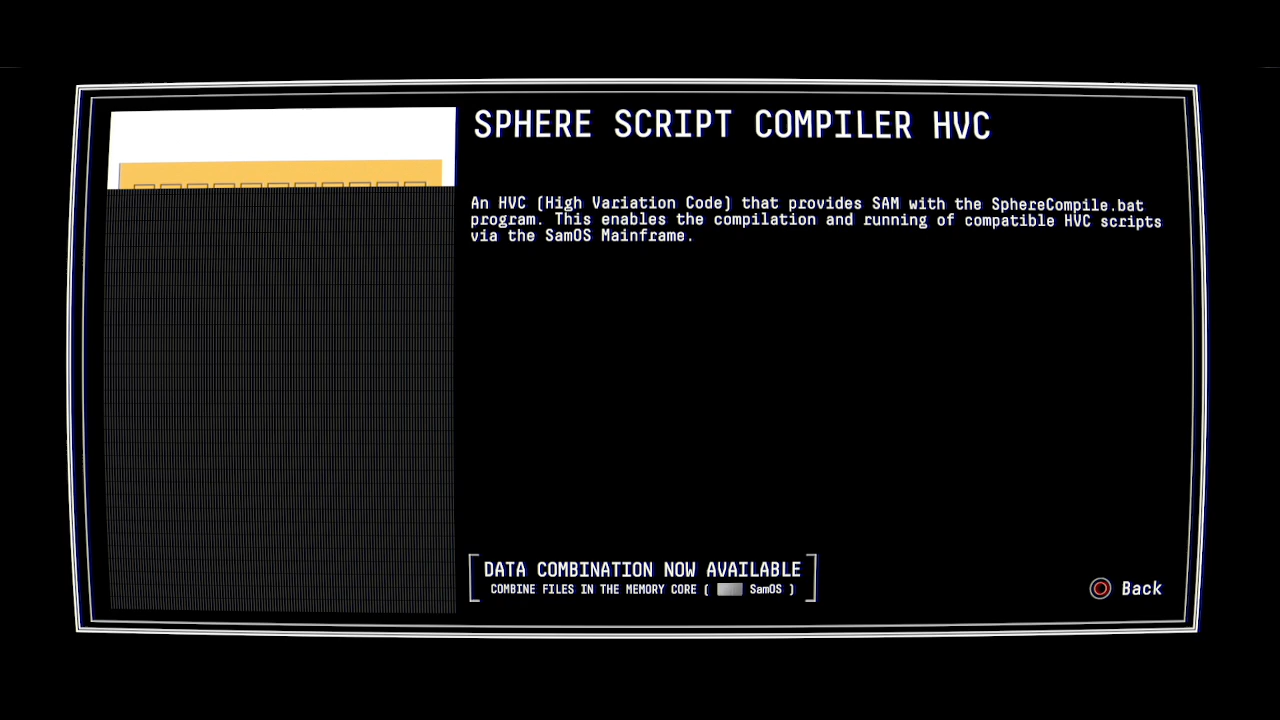 SPHERE SCRIPT COMPILER HVC
An HVC (High Variation Code) that provides SAM with the SphereCompile.bat
program. This enables the compilation and running of compatible HVC scripts
via the SamOS Mainframe.
[DATA COMBINATION NOW AVAILABLE
COMBINE FILES IN THE MEMORY CORE ( SamOS )]
Back